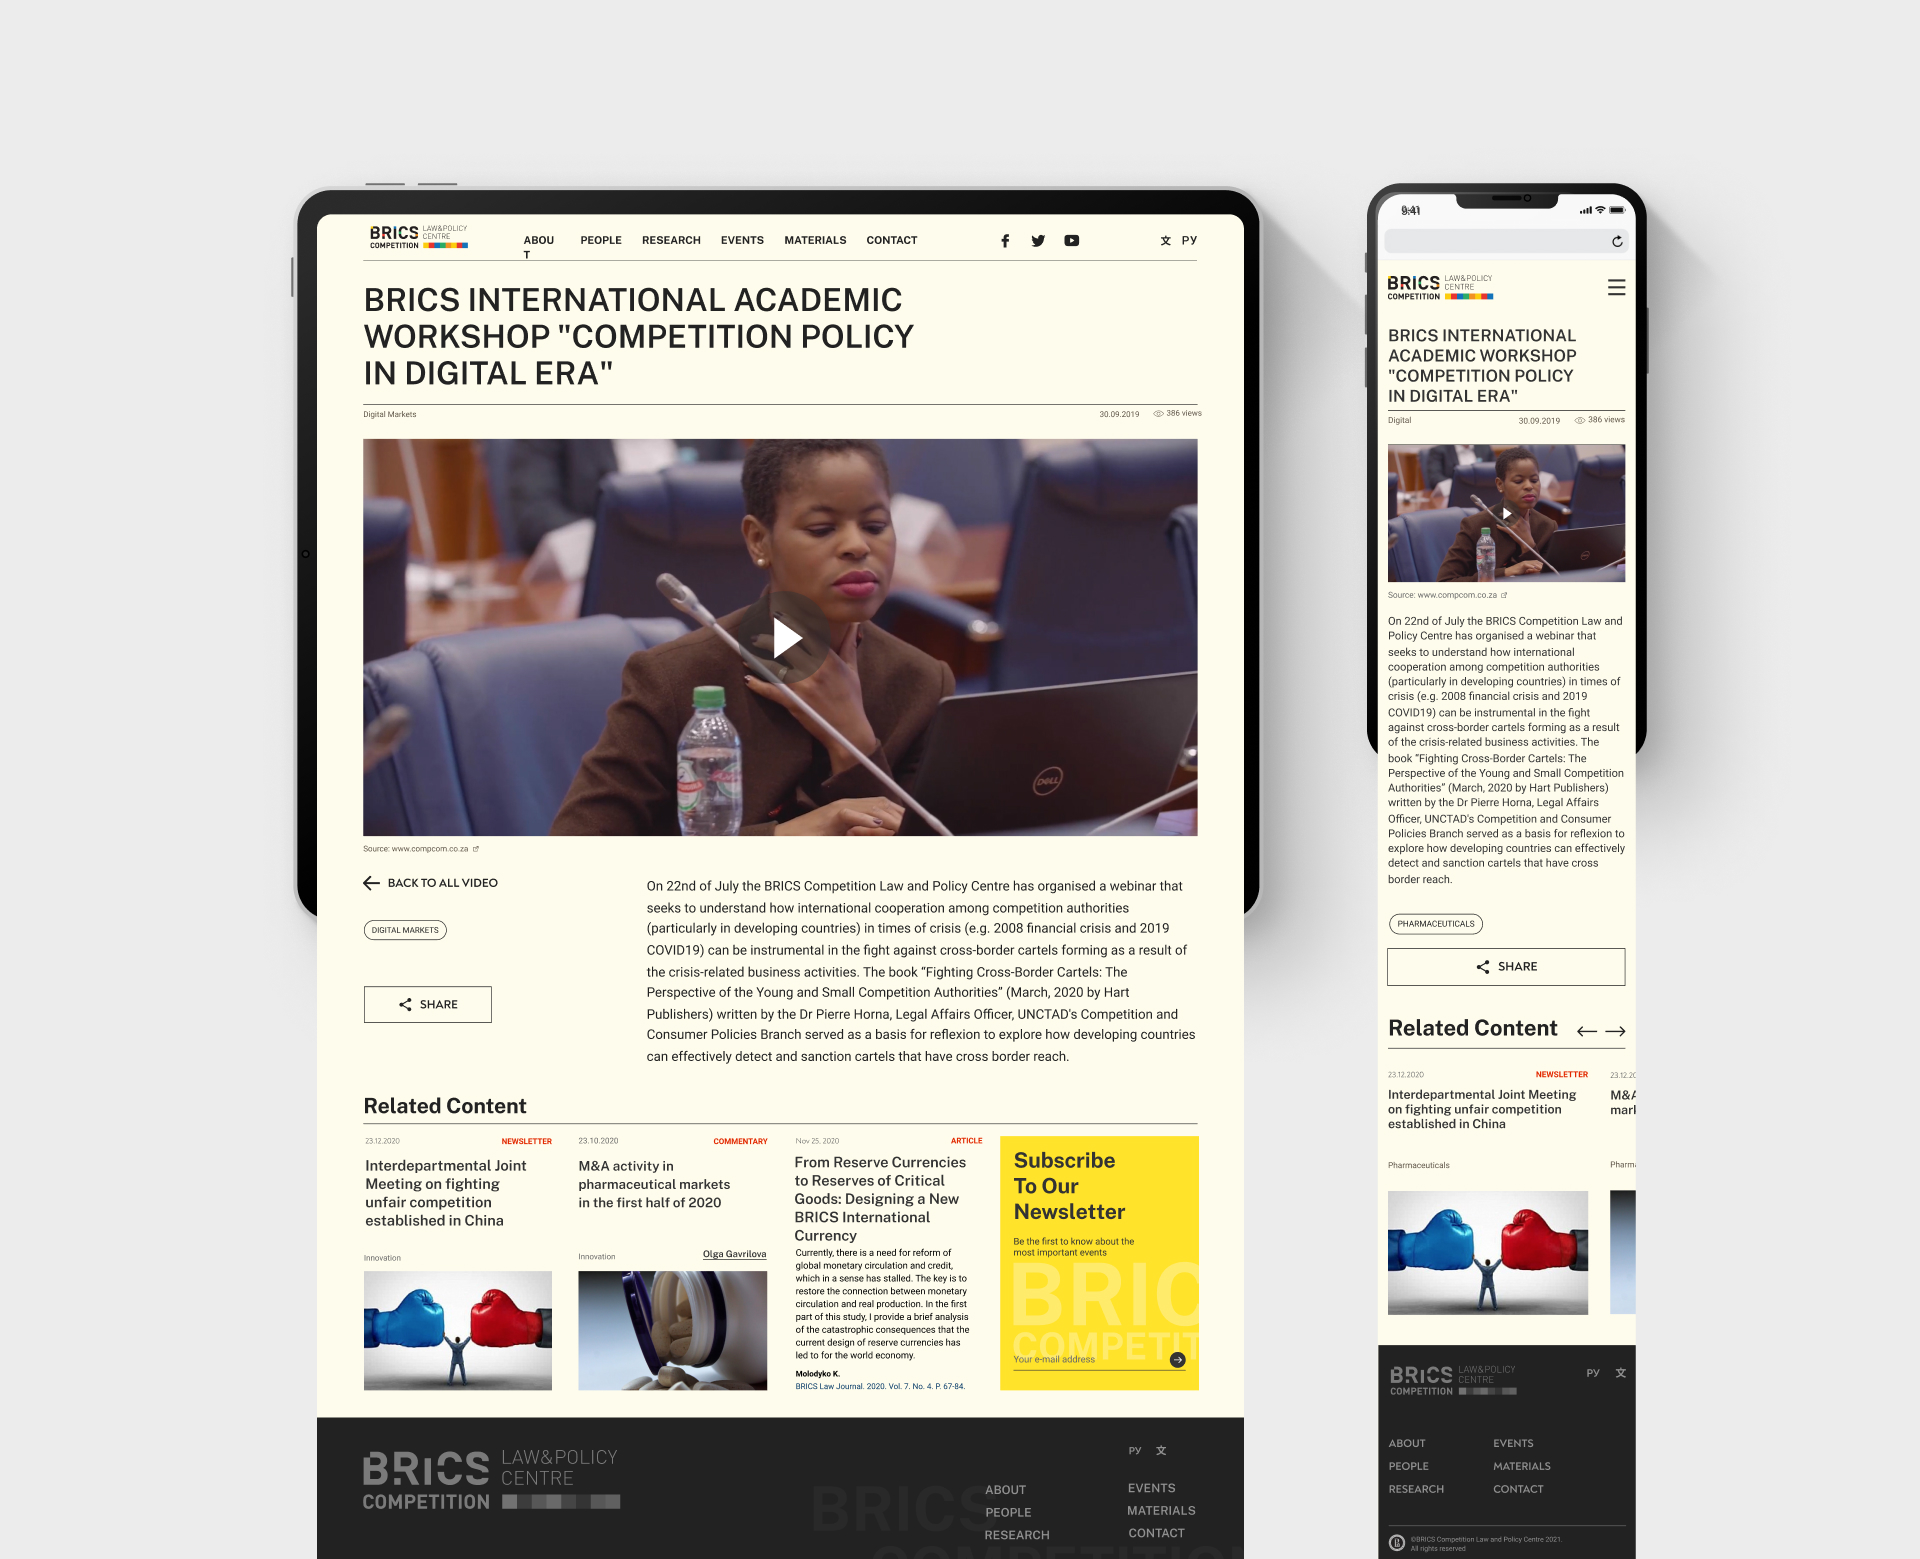 BRICS LAW&POLICY
CENTRE
COMPETITION
ABOU
T
PEOPLE
RESEARCH
EVENTS
MATERIALS
CONTACT
文 РУ
BRICS INTERNATIONAL ACADEMIC
WORKSHOP "COMPETITION POLICY
IN DIGITAL ERA"
Digital Markets
30.09.2019
386 views
DELL
Source: www.compcom.co.za
BACK TO ALL VIDEO
DIGITAL MARKETS
SHARE
On 22nd of July the BRICS Competition Law and Policy Centre has organised a webinar that
seeks to understand how international cooperation among competition authorities
(particularly in developing countries) in times of crisis (e.g. 2008 financial crisis and 2019
COVID19) can be instrumental in the fight against cross-border cartels forming as a result of
the crisis-related business activities. The book “Fighting Cross-Border Cartels: The
Perspective of the Young and Small Competition Authorities” (March, 2020 by Hart
Publishers) written by the Dr Pierre Horna, Legal Affairs Officer, UNCTAD's Competition and
Consumer Policies Branch served as a basis for reflexion to explore how developing countries
can effectively detect and sanction cartels that have cross border reach.
Related Content
23.12.2020
NEWSLETTER
Interdepartmental Joint
Meeting on fighting
unfair competition
established in China
Innovation
23.10.2020
COMMENTARY
M&A activity in
pharmaceutical markets
in the first half of 2020
Innovation
Olga Gavrilova
Nov 25, 2020
ARTICLE
From Reserve Currencies
to Reserves of Critical
Goods: Designing a New
BRICS International
Currency
Currently, there is a need for reform of
global monetary circulation and credit,
which in a sense has stalled. The key is to
restore the connection between monetary
circulation and real production. In the first
part of this study, I provide a brief analysis
of the catastrophic consequences that the
current design of reserve currencies has
led to for the world economy.
Molodyko K.
BRICS Law Journal. 2020. Vol. 7. No. 4. P. 67-84.
Subscribe
To Our
Newsletter
Be the first to know about the
most important events
BRIC
COMPETIT
Your e-mail address
BRICS LAW&POLICY
CENTRE
COMPETITION
BRICS
COMPETITION
РУ 文
ABOUT
PEOPLE
RESEARCH
EVENTS
MATERIALS
CONTACT
9:41
BRICS LAW&POLICY
CENTRE
COMPETITION
BRICS INTERNATIONAL
ACADEMIC WORKSHOP
"COMPETITION POLICY
IN DIGITAL ERA"
Digital
30.09.2019
386 views
Source: www.compcom.co.za
On 22nd of July the BRICS Competition Law and
Policy Centre has organised a webinar that
seeks to understand how international
cooperation among competition authorities
(particularly in developing countries) in times of
crisis (e.g. 2008 financial crisis and 2019
COVID19) can be instrumental in the fight
against cross-border cartels forming as a result
of the crisis-related business activities. The
book “Fighting Cross-Border Cartels: The
Perspective of the Young and Small Competition
Authorities” (March, 2020 by Hart Publishers)
written by the Dr Pierre Horna, Legal Affairs
Officer, UNCTAD's Competition and Consumer
Policies Branch served as a basis for reflexion to
explore how developing countries can effectively
detect and sanction cartels that have cross
border reach.
PHARMACEUTICALS
SHARE
Related Content
23.12.2020
NEWSLETTER
Interdepartmental Joint Meeting
on fighting unfair competition
established in China
Pharmaceuticals
23.12.20
M&A
mark
Pharma
BRICS LAW&POLICY
CENTRE
COMPETITION
РУ 文
ABOUT
PEOPLE
RESEARCH
EVENTS
MATERIALS
CONTACT
©BRICS Competition Law and Policy Centre 2021.
All rights reserved